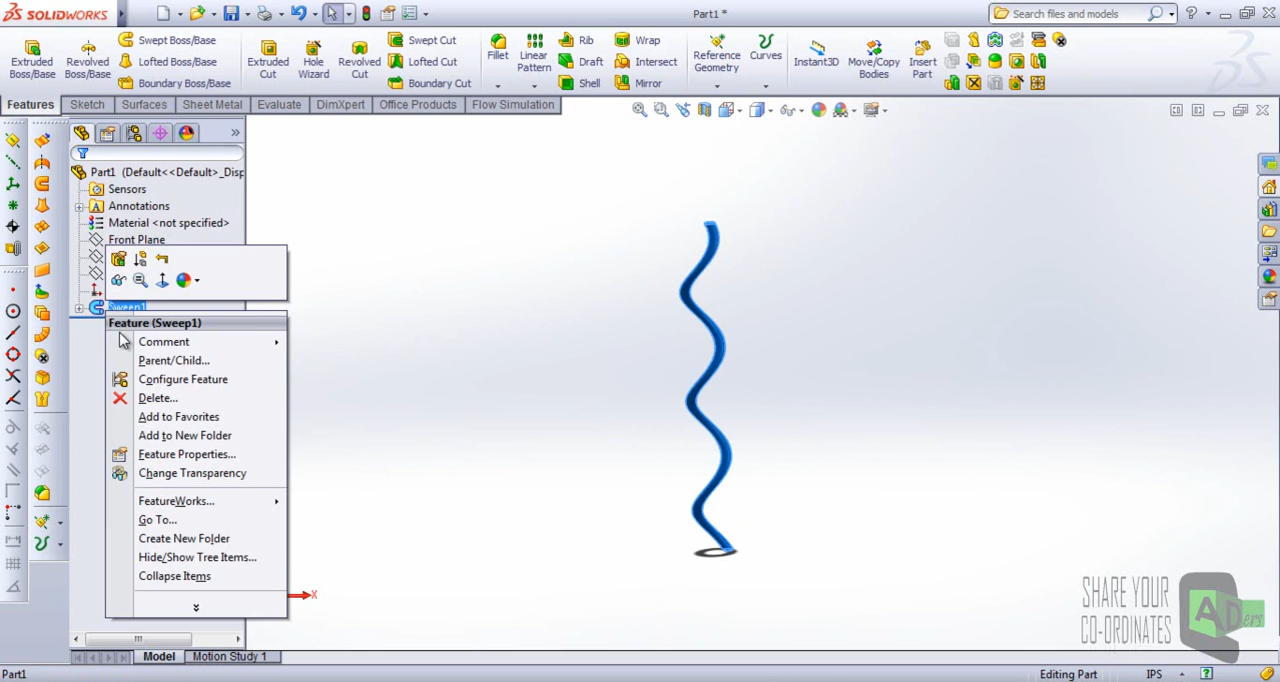 SOLIDWORKS
Part1 *
Search files and models
Extruded Boss/Base
Revolved Boss/Base
Swept Boss/Base
Lofted Boss/Base
Boundary Boss/Base
Extruded Cut
Hole Wizard
Revolved Cut
Swept Cut
Lofted Cut
Boundary Cut
Fillet
Linear Pattern
Rib
Draft
Shell
Wrap
Intersect
Mirror
Reference Geometry
Curves
Instant3D
Move/Copy Bodies
Insert Part
Features Sketch Surfaces Sheet Metal Evaluate DimXpert Office Products Flow Simulation
Part1 (Default<<Default>_Disp
Sensors
Annotations
Material <not specified>
Front Plane
Sweep1
Feature (Sweep1)
Comment
Parent/Child...
Configure Feature
Delete...
Add to Favorites
Add to New Folder
Feature Properties...
Change Transparency
FeatureWorks...
Go To...
Create New Folder
Hide/Show Tree Items...
Collapse Items
X
SHARE YOUR
CO-ORDINATES
CADers
Model Motion Study 1
Part1
Editing Part
IPS